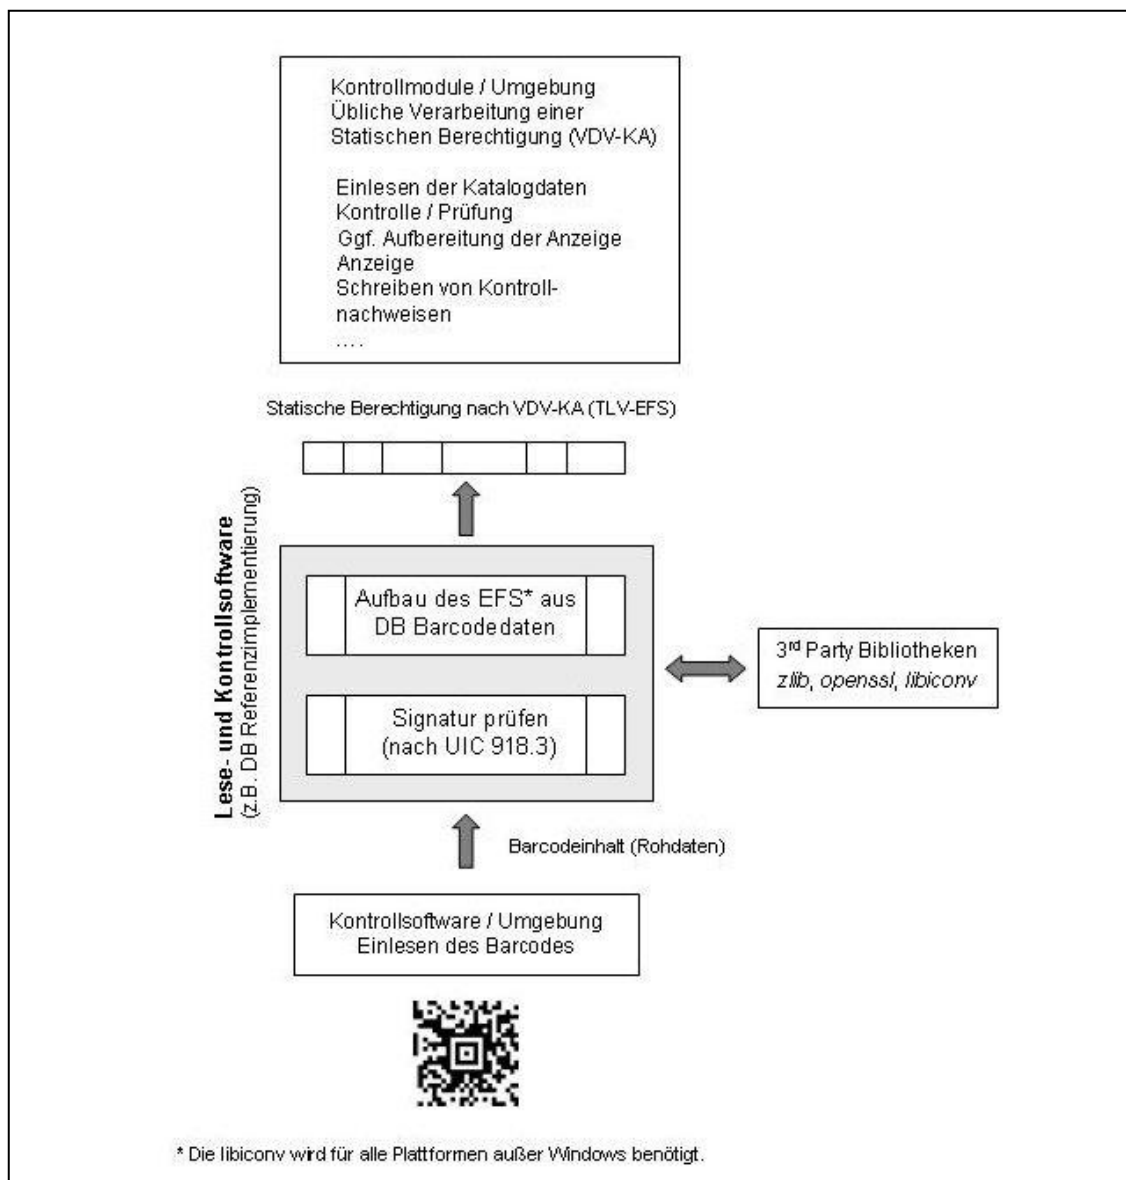 Kontrollmodule / Umgebung
Übliche Verarbeitung einer
Statischen Berechtigung (VDV-KA)
Einlesen der Katalogdaten
Kontrolle / Prüfung
Ggf. Aufbereitung der Anzeige
Anzeige
Schreiben von Kontroll-
nachweisen
....
Statische Berechtigung nach VDV-KA (TLV-EFS)
Lese- und Kontrollsoftware
(z.B. DB Referenzimplementierung)
Aufbau des EFS* aus
DB Barcodedaten
Signatur prüfen
(nach UIC 918.3)
3rd Party Bibliotheken
zlib, openssl, libiconv
Barcodeinhalt (Rohdaten)
Kontrollsoftware / Umgebung
Einlesen des Barcodes
* Die libiconv wird für alle Plattformen außer Windows benötigt.